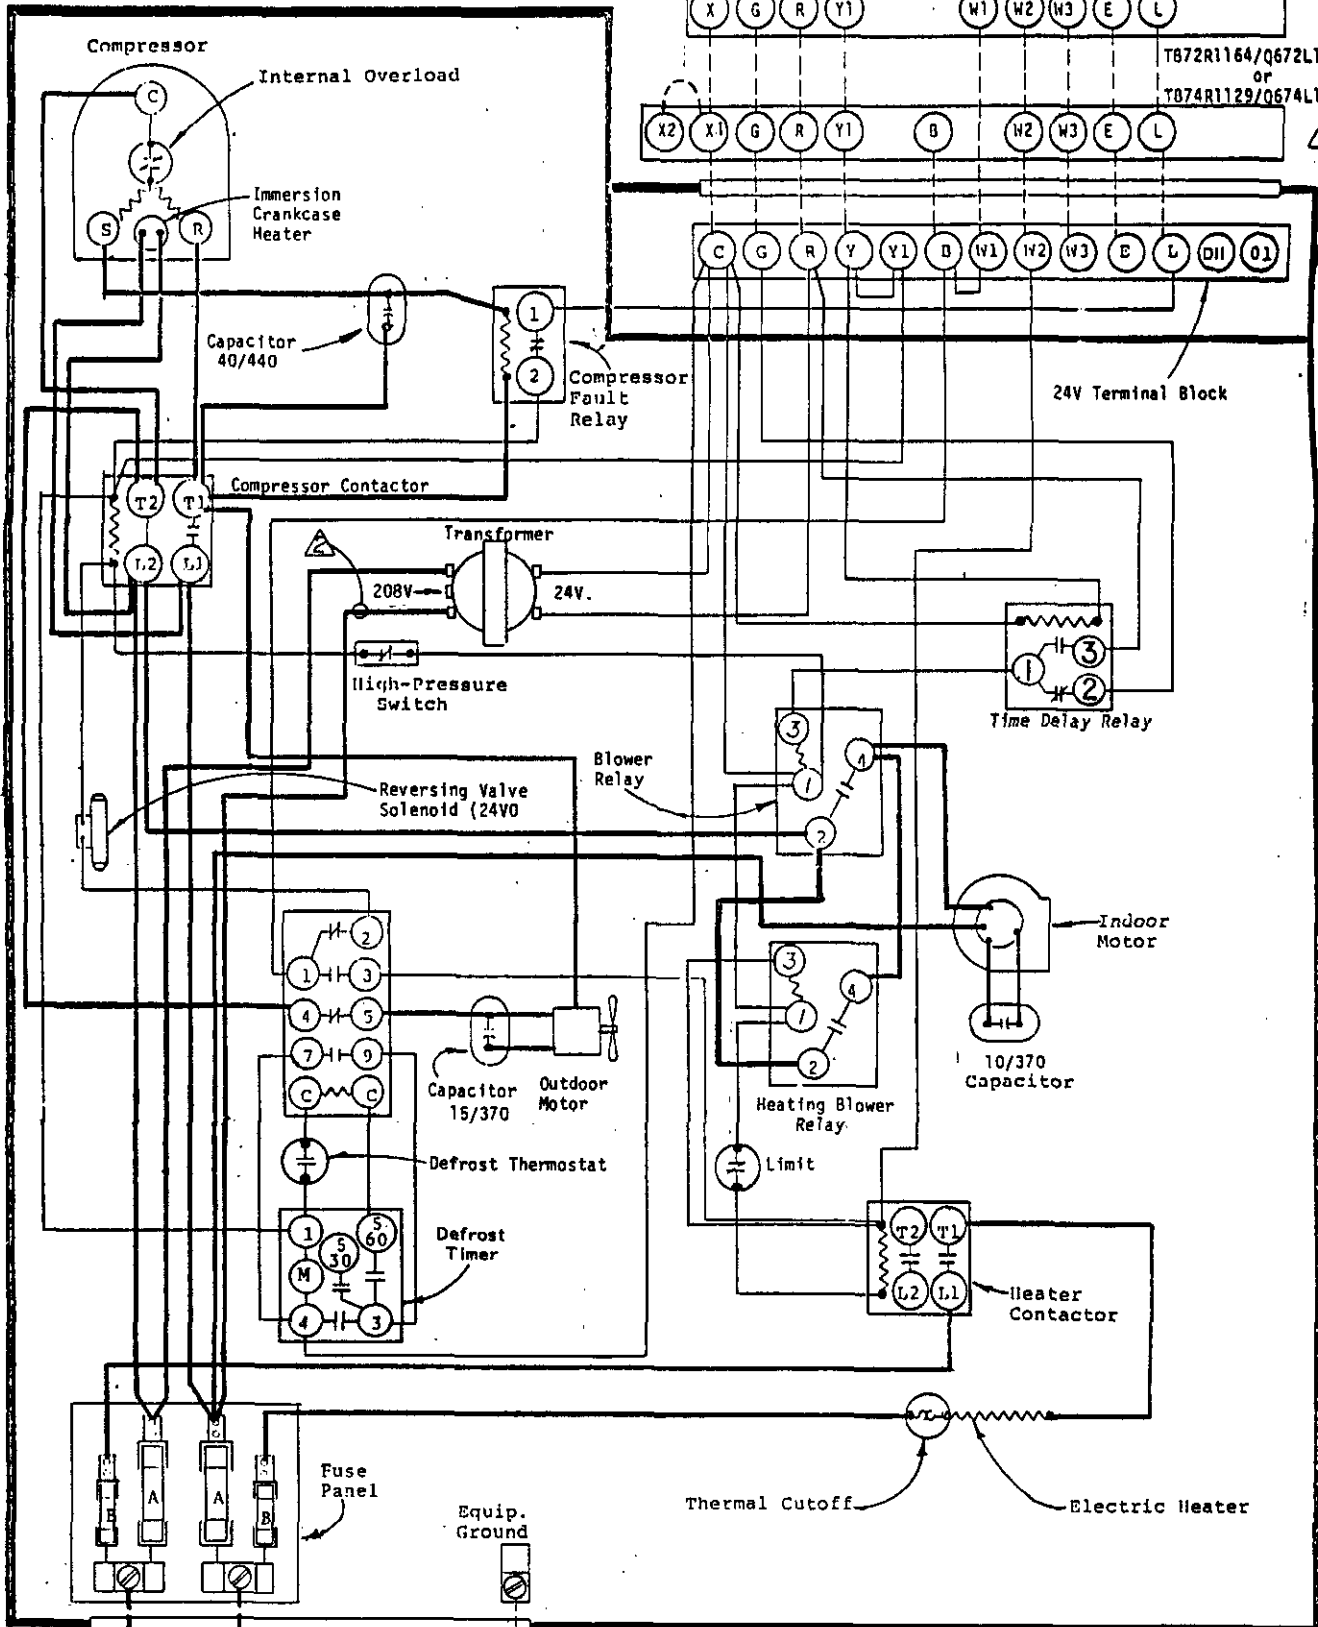 X G R Y1 W1 W2 W3 E L
T872R1164/Q672L1
or
T874R1129/Q674L1
X2 X1 G R Y1 B W2 W3 E L
C G R Y Y1 B W1 W2 W3 E L D11 O1
24V Terminal Block
Compressor
Internal Overload
C
S
R
Immersion
Crankcase
Heater
Capacitor
40/440
1
2
Compressor
Fault
Relay
T2 T1
L2 L1
Compressor Contactor
2
Transformer
208V
24V.
High-Pressure
Switch
1
3
2
Time Delay Relay
Blower
Relay
3
4
1
2
Reversing Valve
Solenoid (24V0
2
1 3
4 5
7 9
C C
Capacitor
15/370
Outdoor
Motor
Indoor
Motor
10/370
Capacitor
3
4
1
2
Heating Blower
Relay
Defrost Thermostat
Limit
1
S
30
S
60
M
4
3
Defrost
Timer
T2 T1
L2 L1
Heater
Contactor
B
A
A
B
Fuse
Panel
Equip.
Ground
Thermal Cutoff
Electric Heater